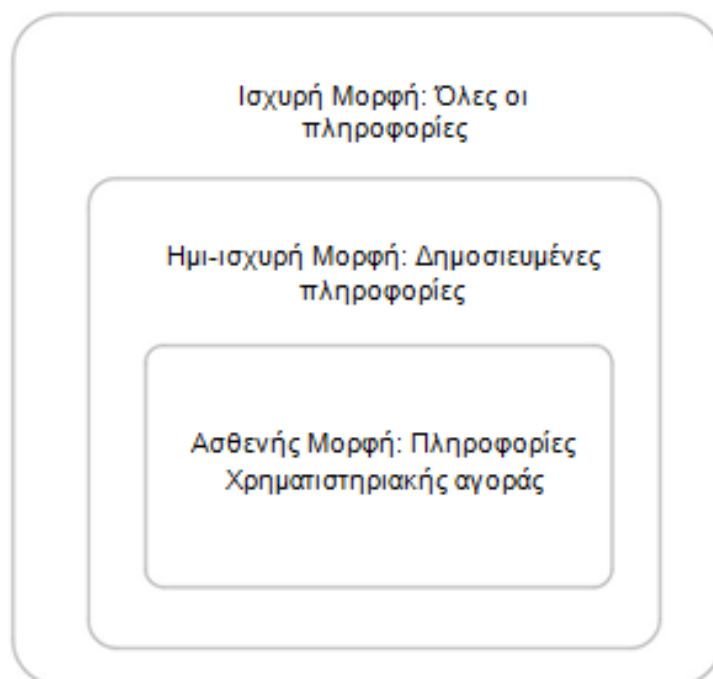 Ισχυρή Μορφή: Όλες οι
πληροφορίες
Ημι-ισχυρή Μορφή: Δημοσιευμένες
πληροφορίες
Ασθενής Μορφή: Πληροφορίες
Χρηματιστηριακής αγοράς